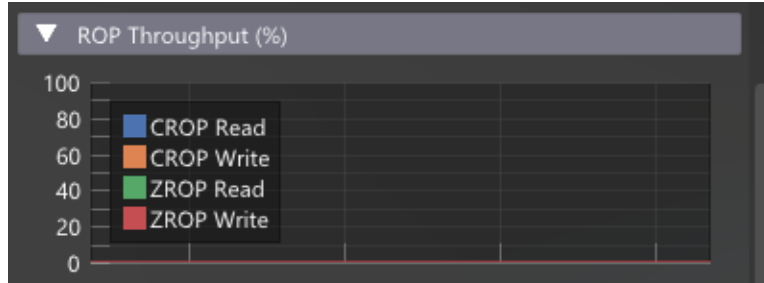 ROP Throughput (%)
100
80
60
40
20
0
CROP Read
CROP Write
ZROP Read
ZROP Write